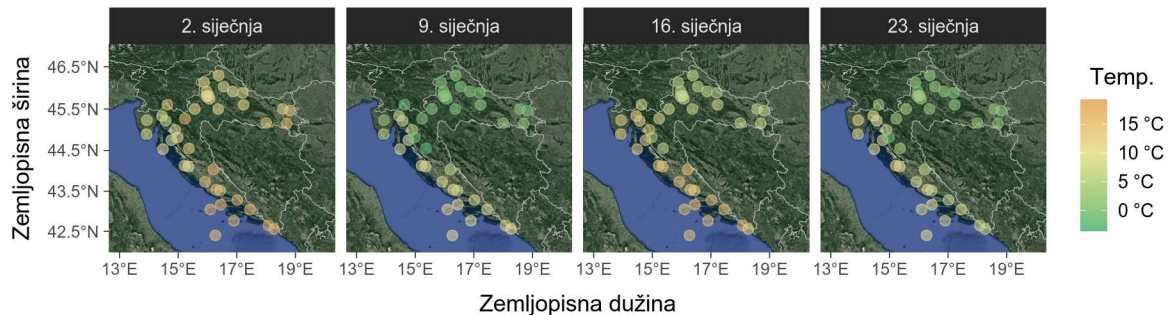 2. siječnja
9. siječnja
16. siječnja
23. siječnja
Zemljopisna širina
46.5°N
45.5°N
44.5°N
43.5°N
42.5°N
13°E 15°E 17°E 19°E
13°E 15°E 17°E 19°E
13°E 15°E 17°E 19°E
13°E 15°E 17°E 19°E
Zemljopisna dužina
Temp.
15 °C
10 °C
5 °C
0 °C